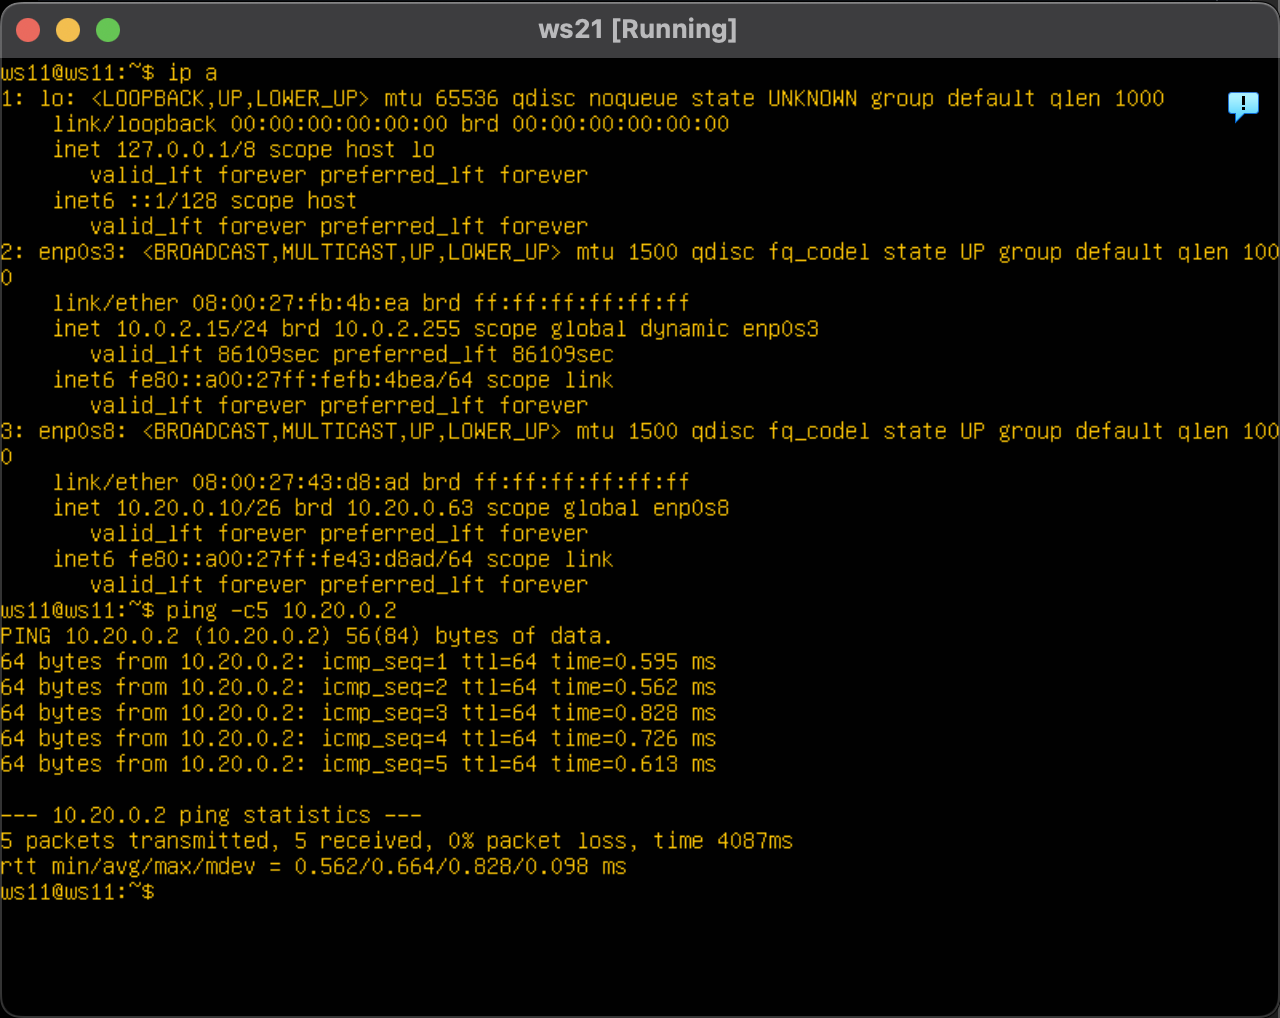 ws21 [Running]
ws11@ws11:~$ ip a
1: lo: <LOOPBACK,UP,LOWER_UP> mtu 65536 qdisc noqueue state UNKNOWN group default qlen 1000
    link/loopback 00:00:00:00:00:00 brd 00:00:00:00:00:00
    inet 127.0.0.1/8 scope host lo
       valid_lft forever preferred_lft forever
    inet6 ::1/128 scope host
       valid_lft forever preferred_lft forever
2: enp0s3: <BROADCAST,MULTICAST,UP,LOWER_UP> mtu 1500 qdisc fq_codel state UP group default qlen 100
0
    link/ether 08:00:27:fb:4b:ea brd ff:ff:ff:ff:ff:ff
    inet 10.0.2.15/24 brd 10.0.2.255 scope global dynamic enp0s3
       valid_lft 86109sec preferred_lft 86109sec
    inet6 fe80::a00:27ff:fefb:4bea/64 scope link
       valid_lft forever preferred_lft forever
3: enp0s8: <BROADCAST,MULTICAST,UP,LOWER_UP> mtu 1500 qdisc fq_codel state UP group default qlen 100
0
    link/ether 08:00:27:43:d8:ad brd ff:ff:ff:ff:ff:ff
    inet 10.20.0.10/26 brd 10.20.0.63 scope global enp0s8
       valid_lft forever preferred_lft forever
    inet6 fe80::a00:27ff:fe43:d8ad/64 scope link
       valid_lft forever preferred_lft forever
ws11@ws11:~$ ping -c5 10.20.0.2
PING 10.20.0.2 (10.20.0.2) 56(84) bytes of data.
64 bytes from 10.20.0.2: icmp_seq=1 ttl=64 time=0.595 ms
64 bytes from 10.20.0.2: icmp_seq=2 ttl=64 time=0.562 ms
64 bytes from 10.20.0.2: icmp_seq=3 ttl=64 time=0.828 ms
64 bytes from 10.20.0.2: icmp_seq=4 ttl=64 time=0.726 ms
64 bytes from 10.20.0.2: icmp_seq=5 ttl=64 time=0.613 ms

--- 10.20.0.2 ping statistics ---
5 packets transmitted, 5 received, 0% packet loss, time 4087ms
rtt min/avg/max/mdev = 0.562/0.664/0.828/0.098 ms
ws11@ws11:~$